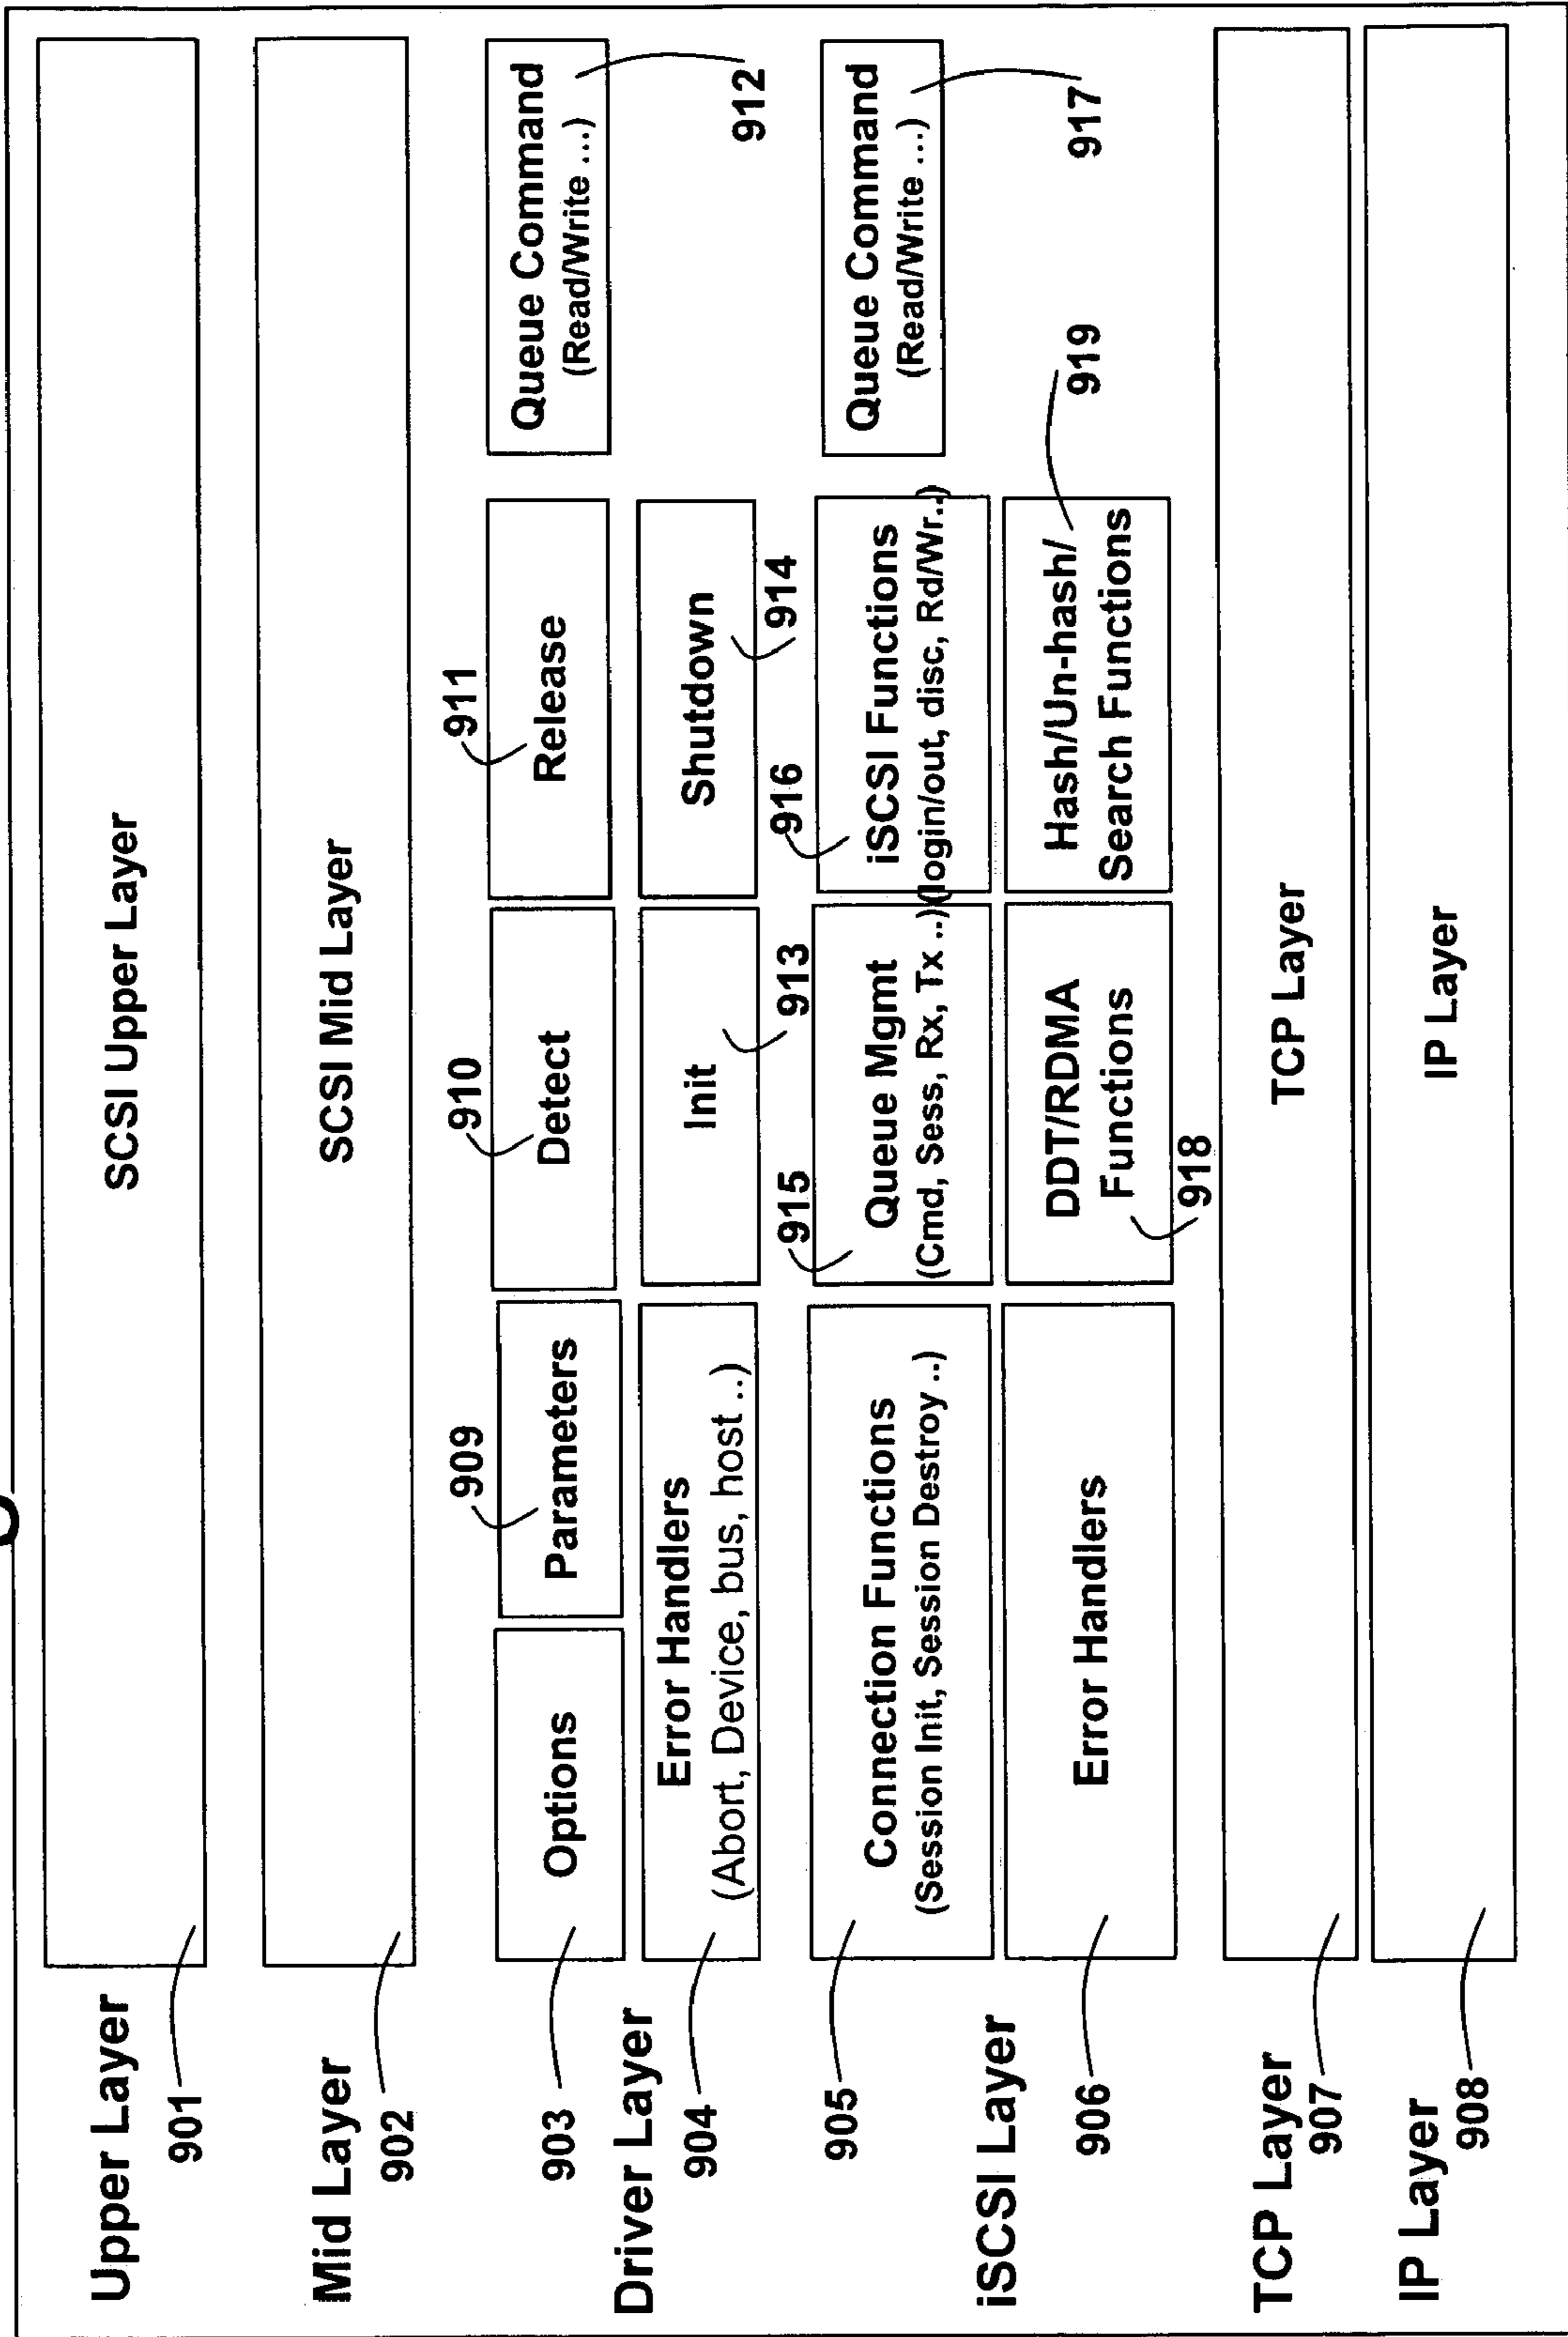 Upper Layer
901
SCSI Upper Layer
Mid Layer
902
SCSI Mid Layer
Driver Layer
903
Options
909
Parameters
910
Detect
911
Release
Queue Command
(Read/Write ...)
912
904
Error Handlers
(Abort, Device, bus, host ..)
Init
913
Shutdown
914
iSCSI Layer
905
Connection Functions
(Session Init, Session Destroy ..)
915
Queue Mgmt
(Cmd, Sess, Rx, Tx ..)
916
iSCSI Functions
(login/out, disc, Rd/Wr..)
Queue Command
(Read/Write ...)
917
906
Error Handlers
DDT/RDMA
Functions
918
Hash/Un-hash/
Search Functions
919
TCP Layer
907
TCP Layer
IP Layer
908
IP Layer